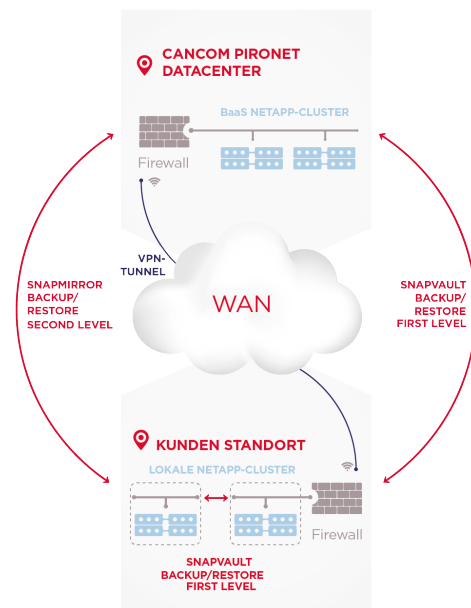 CANCOM PIRONET
DATACENTER
BaaS NETAPP-CLUSTER
Firewall
VPN-
TUNNEL
WAN
SNAPMIRROR
BACKUP/
RESTORE
SECOND LEVEL
SNAPVAULT
BACKUP/
RESTORE
FIRST LEVEL
KUNDEN STANDORT
LOKALE NETAPP-CLUSTER
Firewall
SNAPVAULT
BACKUP/RESTORE
FIRST LEVEL